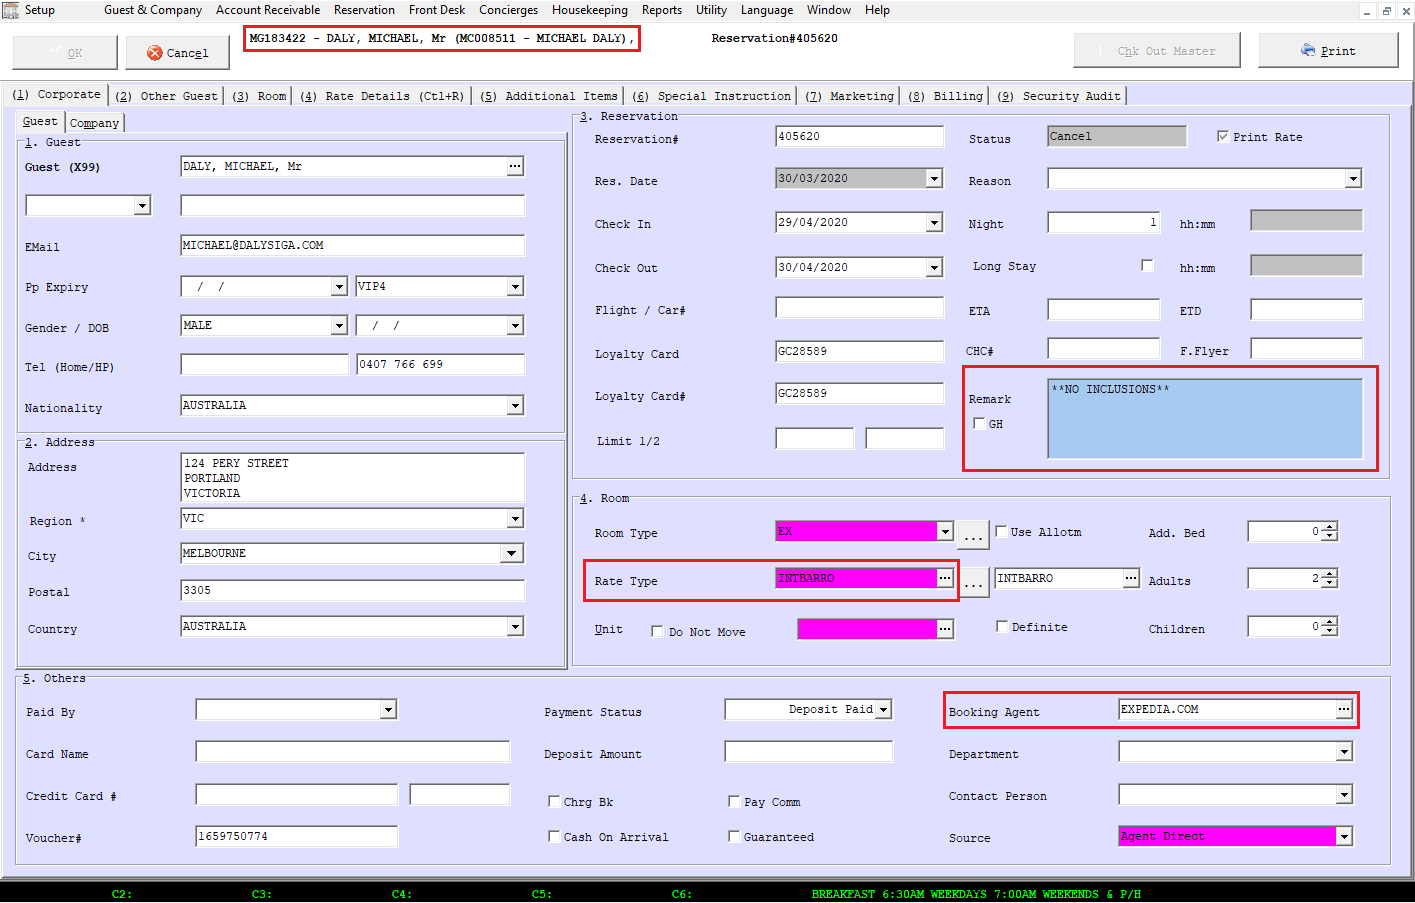 Setup Guest & Company Account Receivable Reservation Front Desk Concierges Housekeeping Reports Utility Language Window Help
OK Cancel MG183422 - DALY, MICHAEL, Mr (MC008511 - MICHAEL DALY), Reservation#405620 Chk Out Master Print
(1) Corporate (2) Other Guest (3) Room (4) Rate Details (Ctl+R) (5) Additional Items (6) Special Instruction (7) Marketing (8) Billing (9) Security Audit
Guest Company
1. Guest
Guest (X99) DALY, MICHAEL, Mr
EMail MICHAEL@DALYSIGA.COM
Pp Expiry / / VIP4
Gender / DOB MALE / /
Tel (Home/HP) 0407 766 699
Nationality AUSTRALIA
2. Address
Address 124 PERY STREET
PORTLAND
VICTORIA
Region * VIC
City MELBOURNE
Postal 3305
Country AUSTRALIA
3. Reservation
Reservation# 405620 Status Cancel Print Rate
Res. Date 30/03/2020 Reason
Check In 29/04/2020 Night 1 hh:mm
Check Out 30/04/2020 Long Stay hh:mm
Flight / Car# ETA ETD
Loyalty Card GC28589 CHC# F.Flyer
Loyalty Card# GC28589 Remark **NO INCLUSIONS**
GH
Limit 1/2
4. Room
Room Type EX ... Use Allotm Add. Bed 0
Rate Type INTBARRO ... INTBARRO Adults 2
Unit Do Not Move Definite Children 0
5. Others
Paid By Payment Status Deposit Paid Booking Agent EXPEDIA.COM
Card Name Deposit Amount Department
Credit Card # Chrg Bk Pay Comm Contact Person
Voucher# 1659750774 Cash On Arrival Guaranteed Source Agent Direct
C2: C3: C4: C5: C6: BREAKFAST 6:30AM WEEKDAYS 7:00AM WEEKENDS & P/H